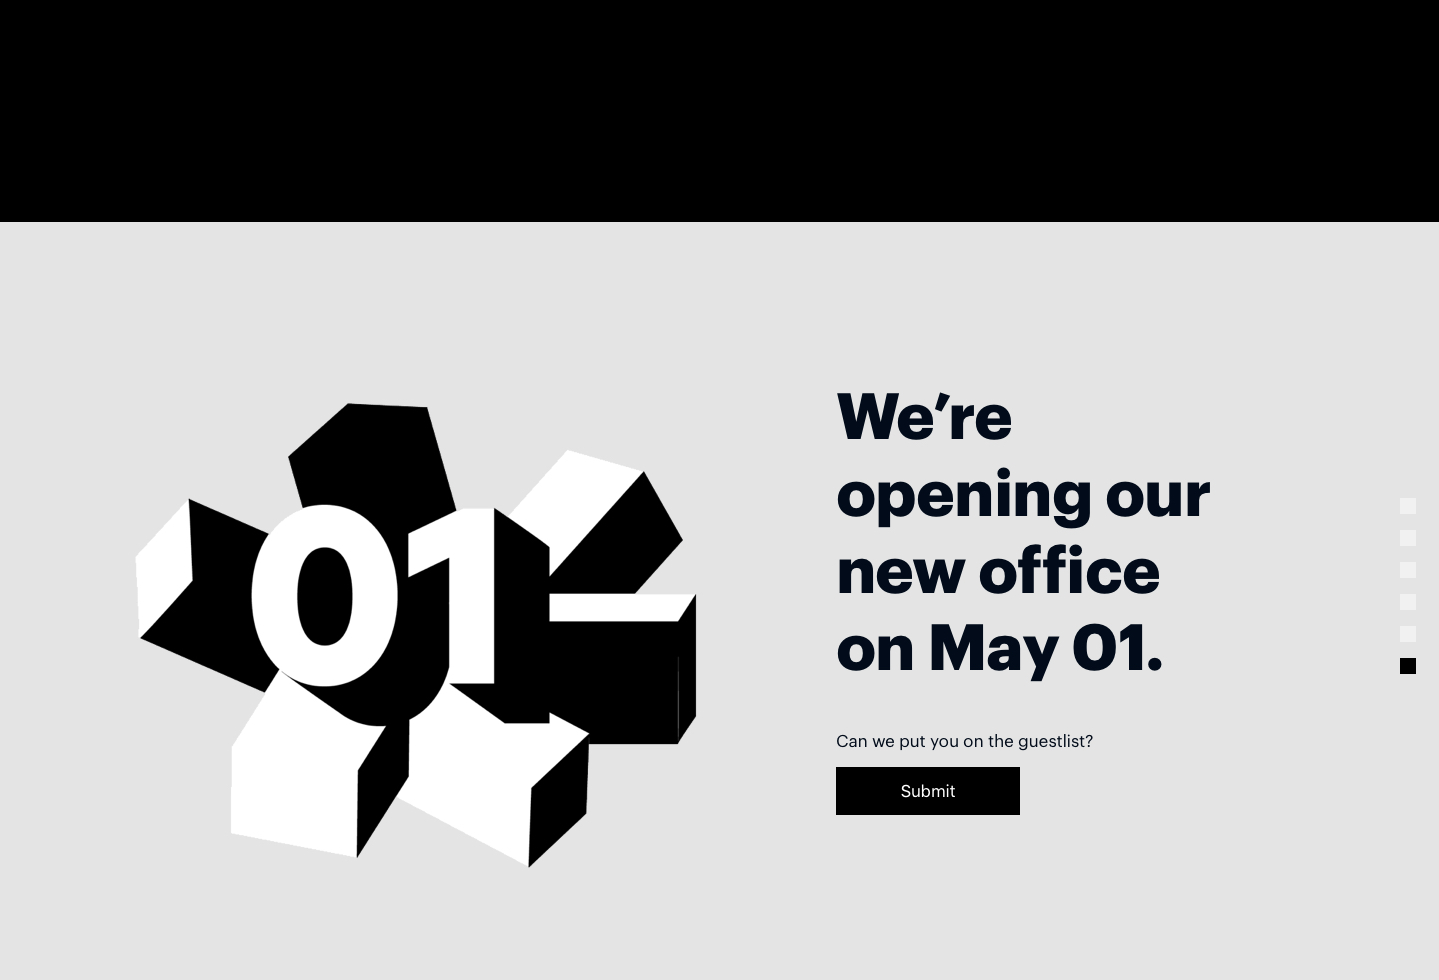 01
We’re
opening our
new office
on May 01.
Can we put you on the guestlist?
Submit